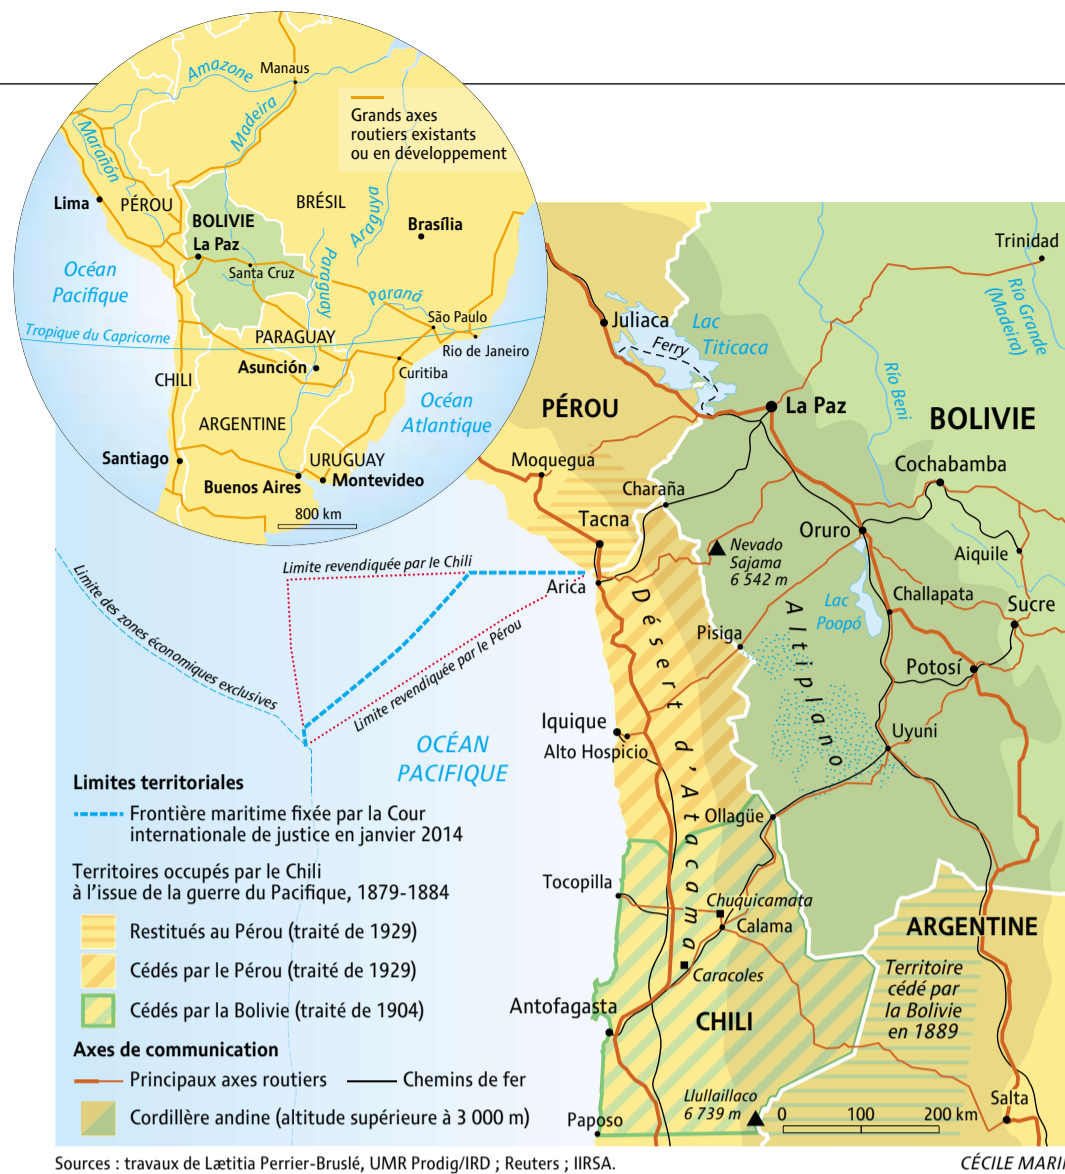 Amazone
Manaus
Madeira
Marañón
Grands axes
routiers existants
ou en développement
Lima
PÉROU
BOLIVIE
La Paz
Santa Cruz
BRÉSIL
Araguya
Brasília
Océan
Pacifique
Paraguay
Paraná
São Paulo
Tropique du Capricorne
Rio de Janeiro
PARAGUAY
Asunción
Curitiba
CHILI
ARGENTINE
Océan
Atlantique
Santiago
URUGUAY
Buenos Aires
Montevideo
800 km
Trinidad
Río Grande
(Madeira)
Juliaca
Ferry
Lac
Titicaca
Río Beni
PÉROU
La Paz
BOLIVIE
Moquegua
Cochabamba
Charaña
Tacna
Oruro
Nevado
Sajama
6 542 m
Aiquile
Limite revendiquée par le Chili
Arica
Limite des zones économiques exclusives
Limite revendiquée par le Pérou
Désert d'Atacama
Altiplano
Lac
Poopó
Challapata
Sucre
Pisiga
Potosí
Iquique
Alto Hospicio
Uyuni
OCÉAN
PACIFIQUE
Ollagüe
Tocopilla
Chuquicamata
Calama
Caracoles
ARGENTINE
Territoire
cédé par
la Bolivie
en 1889
Antofagasta
CHILI
Llullaillaco
6 739 m
Paposo
Salta
0 100 200 km
Limites territoriales
Frontière maritime fixée par la Cour
internationale de justice en janvier 2014
Territoires occupés par le Chili
à l'issue de la guerre du Pacifique, 1879-1884
Restitués au Pérou (traité de 1929)
Cédés par le Pérou (traité de 1929)
Cédés par la Bolivie (traité de 1904)
Axes de communication
Principaux axes routiers
Chemins de fer
Cordillère andine (altitude supérieure à 3 000 m)
Sources : travaux de Lætitia Perrier-Bruslé, UMR Prodig/IRD ; Reuters ; IIRSA.
CÉCILE